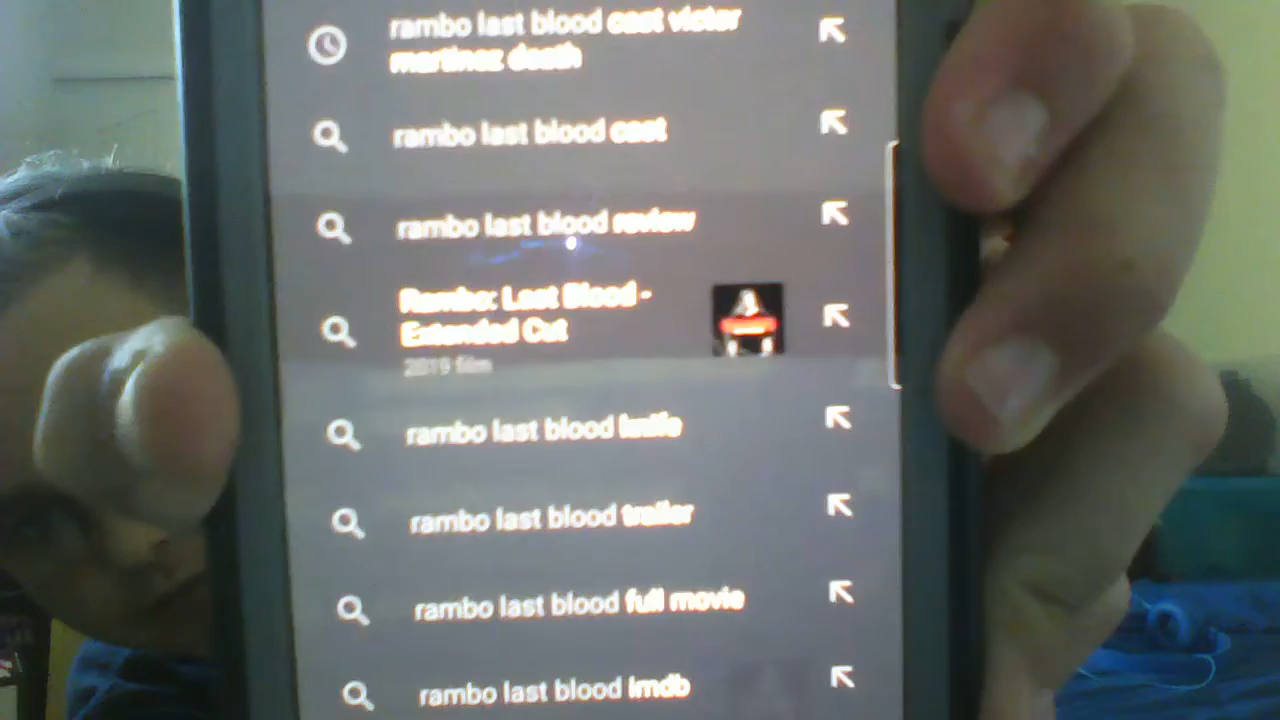 rambo last blood cast victor
martinez death
rambo last blood cast
rambo last blood review
Rambo: Last Blood -
Extended Cut
2019 film
rambo last blood knife
rambo last blood trailer
rambo last blood full movie
rambo last blood imdb